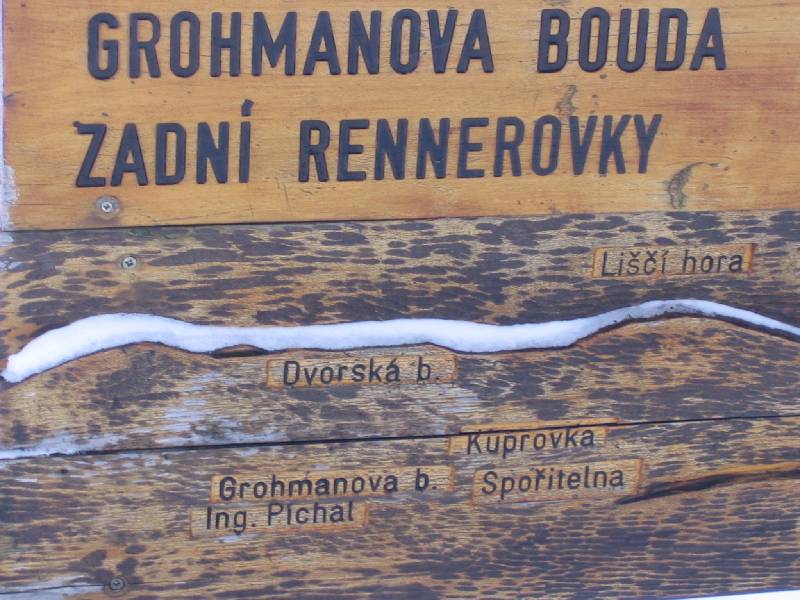 GROHMANOVA BOUDA
ZADNÍ RENNEROVKY
Liščí hora
Dvorská b.
Kuprovka
Grohmanova b.
Spořitelna
Ing. Píchal